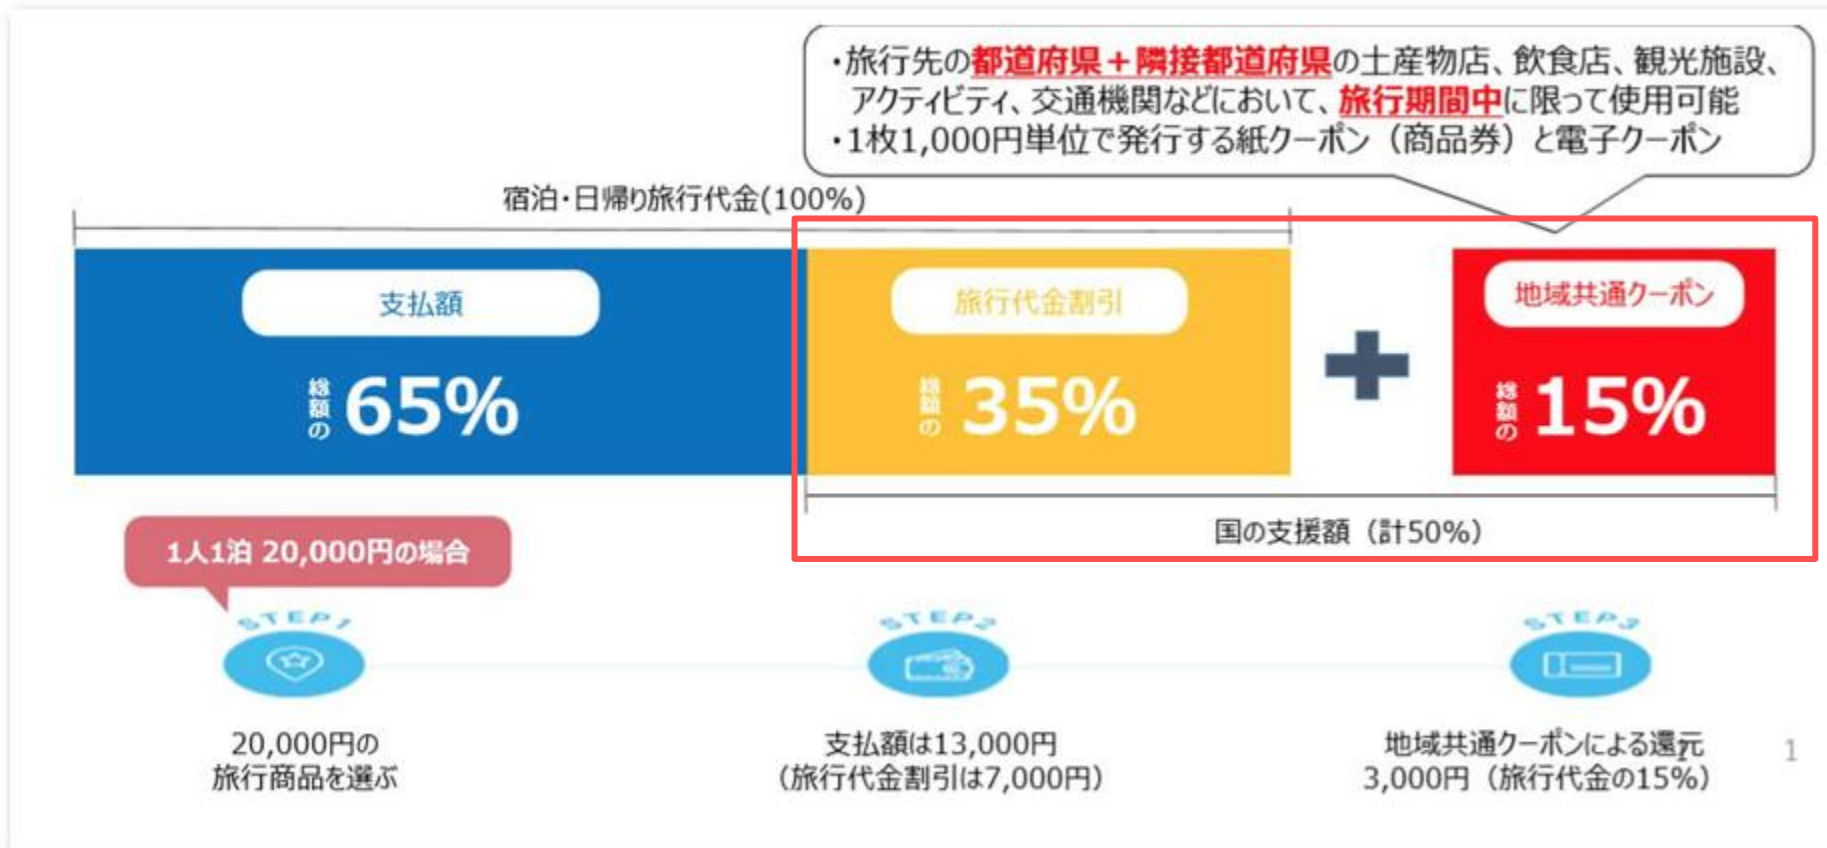 ・旅行先の都道府県＋隣接都道府県の土産物店、飲食店、観光施設、
アクティビティ、交通機関などにおいて、旅行期間中に限って使用可能
・1枚1,000円単位で発行する紙クーポン（商品券）と電子クーポン
宿泊・日帰り旅行代金(100%)
支払額
総額の 65%
旅行代金割引
総額の 35%
地域共通クーポン
総額の 15%
国の支援額（計50%）
1人1泊 20,000円の場合
STEP1
STEP2
STEP3
20,000円の
旅行商品を選ぶ
支払額は13,000円
（旅行代金割引は7,000円）
地域共通クーポンによる還元
3,000円（旅行代金の15%）
1